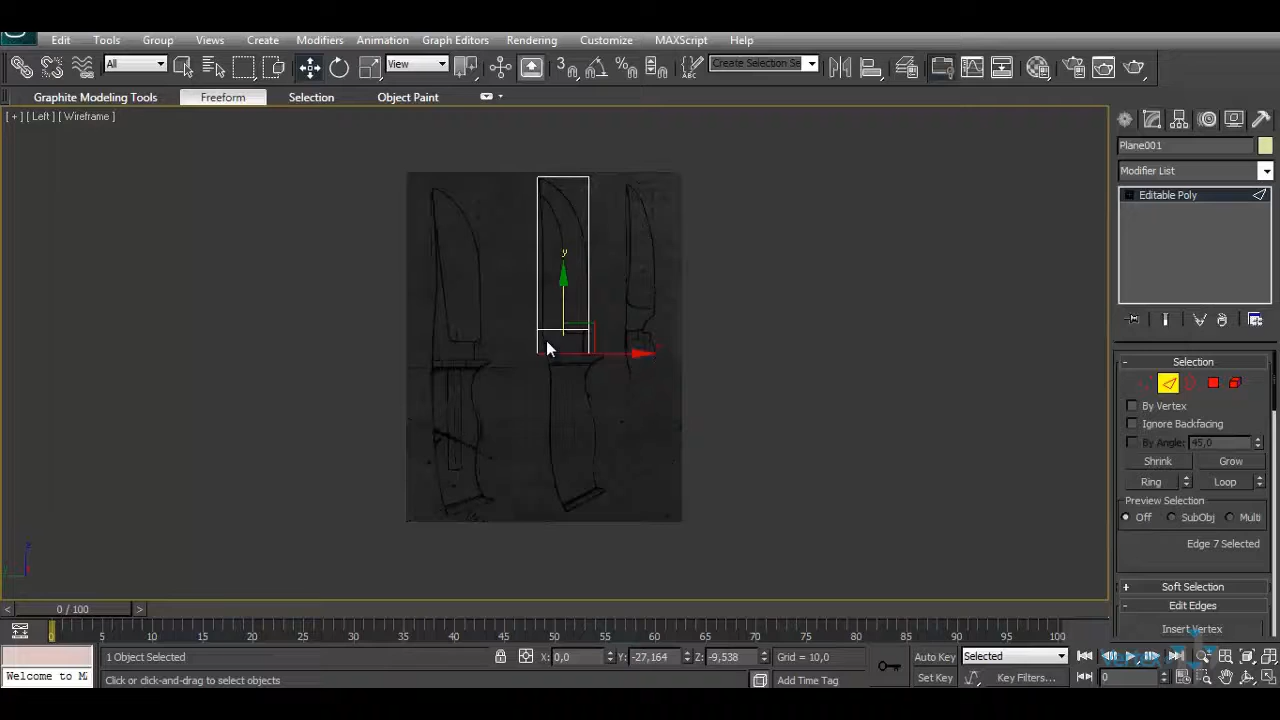 Edit Tools Group Views Create Modifiers Animation Graph Editors Rendering Customize MAXScript Help
All View Create Selection Se
Graphite Modeling Tools Freeform Selection Object Paint
[ + ] [ Left ] [ Wireframe ]
Plane001
Modifier List
Editable Poly
y
Selection
By Vertex
Ignore Backfacing
By Angle: 45,0
Shrink Grow
Ring Loop
Preview Selection
Off SubObj Multi
Edge 7 Selected
Soft Selection
Edit Edges
Insert Vertex
z
< 0 / 100 >
0 5 10 15 20 25 30 35 40 45 50 55 60 65 70 75 80 85 90 95 100
1 Object Selected X: 0,0 Y: -27,164 Z: -9,538 Grid = 10,0 Auto Key Selected
Welcome to M Click or click-and-drag to select objects Add Time Tag Set Key Key Filters... 0